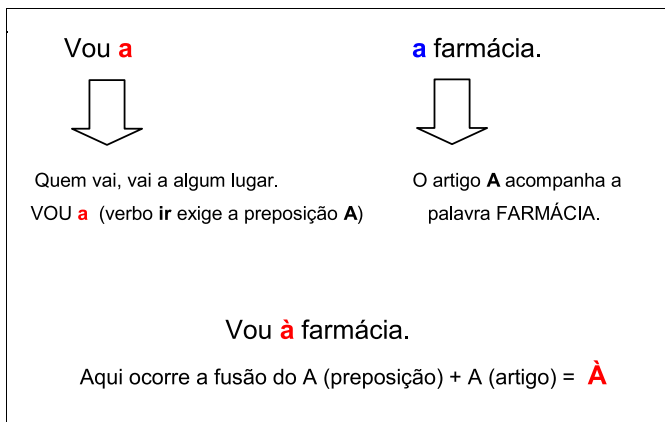 Vou a
a farmácia.
Quem vai, vai a algum lugar.
O artigo A acompanha a
VOU a (verbo ir exige a preposição A)
palavra FARMÁCIA.
Vou à farmácia.
Aqui ocorre a fusão do A (preposição) + A (artigo) = À